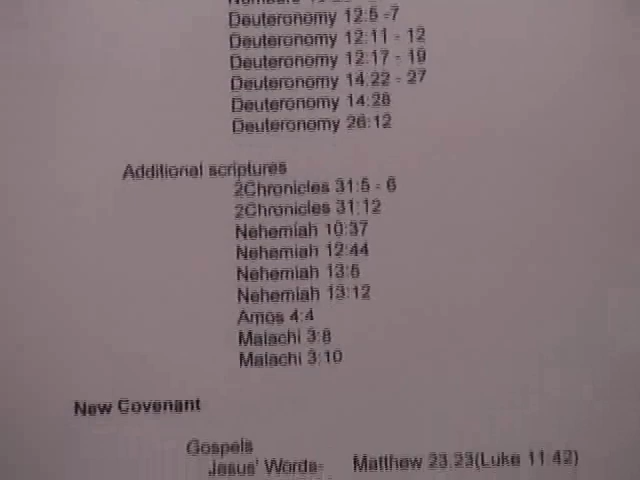 Deuteronomy 12:5 -7
Deuteronomy 12:11 - 12
Deuteronomy 12:17 - 19
Deuteronomy 14:22 - 27
Deuteronomy 14:28
Deuteronomy 26:12
Additional scriptures
2Chronicles 31:5 - 6
2Chronicles 31:12
Nehemiah 10:37
Nehemiah 12:44
Nehemiah 13:5
Nehemiah 13:12
Amos 4:4
Malachi 3:8
Malachi 3:10
New Covenant
Gospels
Jesus' Words- Matthew 23:23(Luke 11:42)